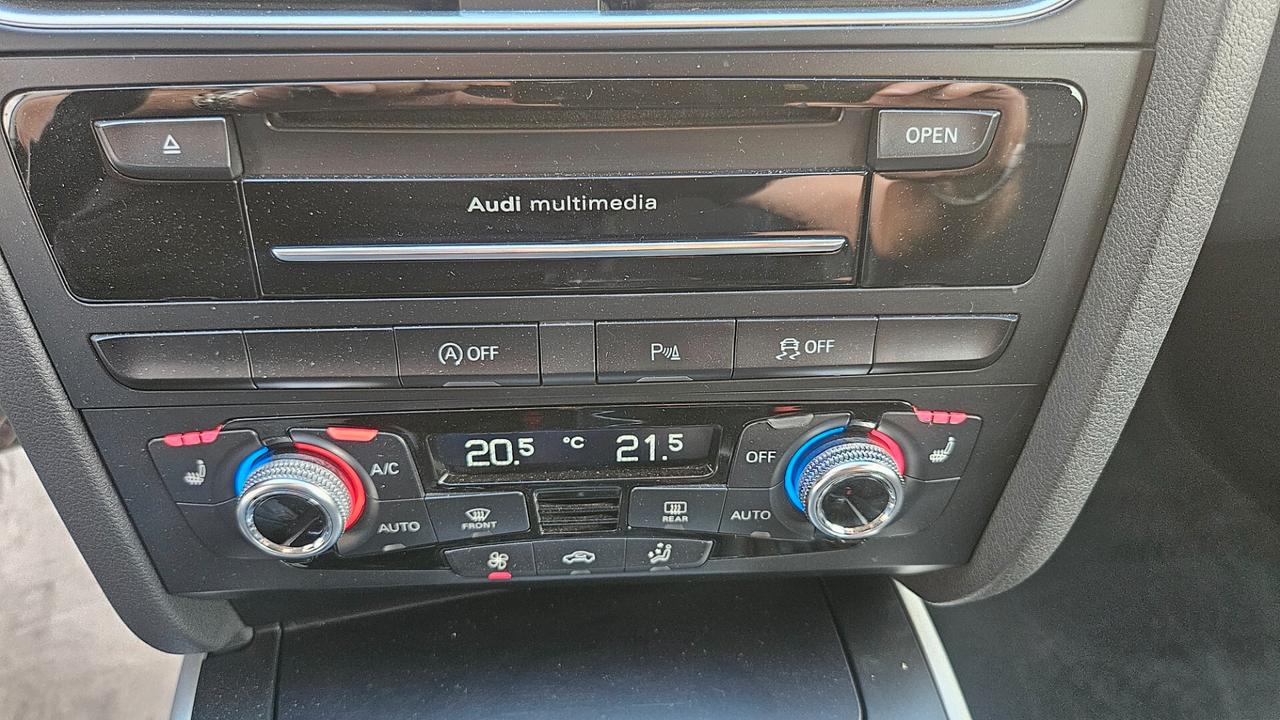 OPEN
Audi multimedia
A OFF
P
OFF
20.5 °C 21.5
A/C
OFF
AUTO
FRONT
REAR
AUTO